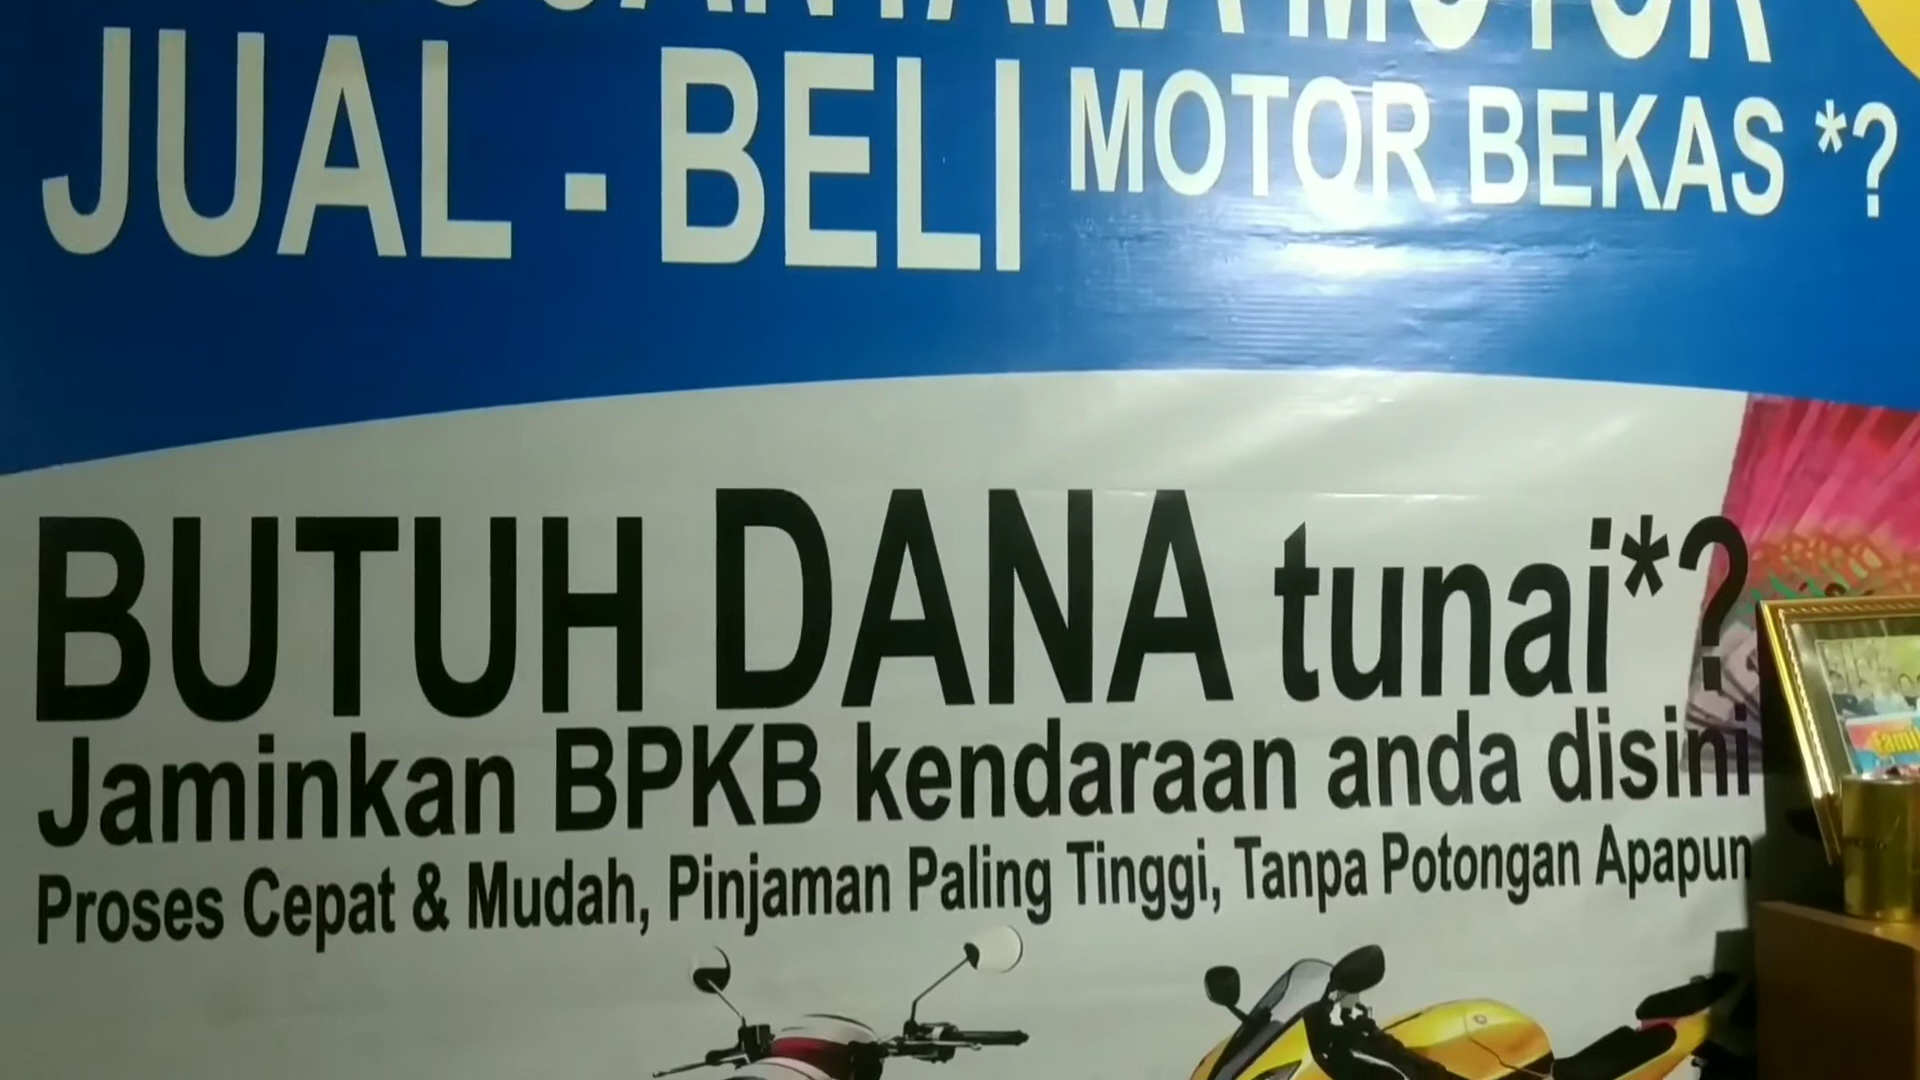 MOTOR
JUAL - BELI MOTOR BEKAS *?
BUTUH DANA tunai*?
Jaminkan BPKB kendaraan anda disini
Proses Cepat & Mudah, Pinjaman Paling Tinggi, Tanpa Potongan Apapun